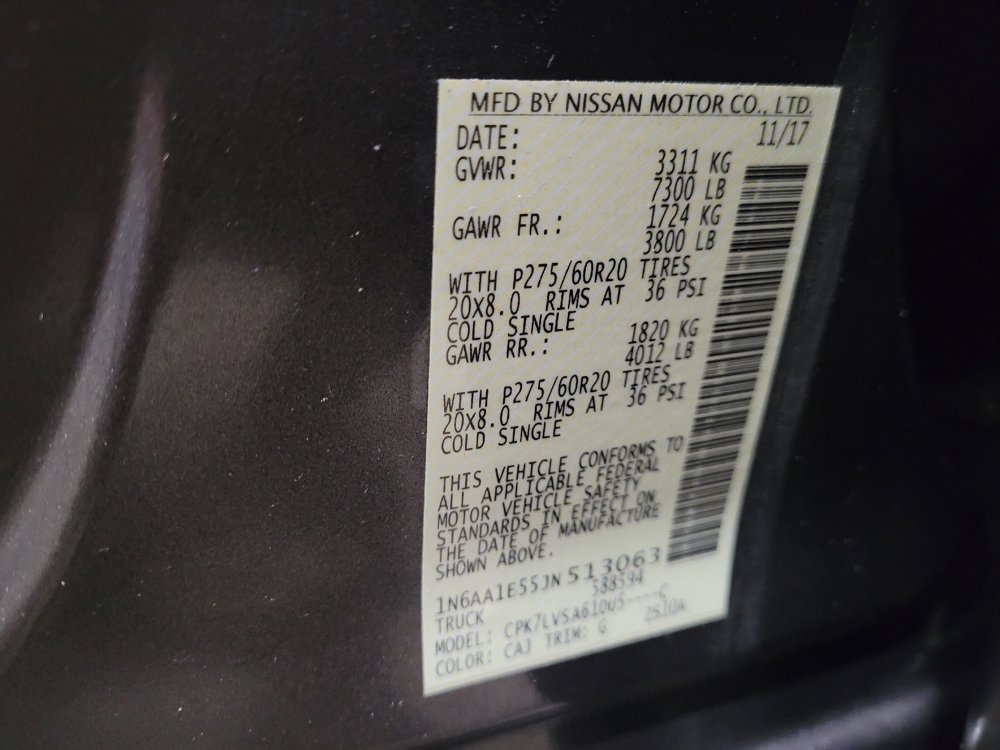 MFD BY NISSAN MOTOR CO., LTD.
DATE: 11/17
GVWR: 3311 KG
7300 LB
GAWR FR.: 1724 KG
3800 LB
WITH P275/60R20 TIRES
20X8.0 RIMS AT 36 PSI
COLD SINGLE
GAWR RR.: 1820 KG
4012 LB
WITH P275/60R20 TIRES
20X8.0 RIMS AT 36 PSI
COLD SINGLE
THIS VEHICLE CONFORMS TO
ALL APPLICABLE FEDERAL
MOTOR VEHICLE SAFETY
STANDARDS IN EFFECT ON
THE DATE OF MANUFACTURE
SHOWN ABOVE.
1N6AA1E55JN513063
TRUCK 588594
MODEL: CPK7LVSA61DU5----C
COLOR: CAJ TRIM: G 2510A